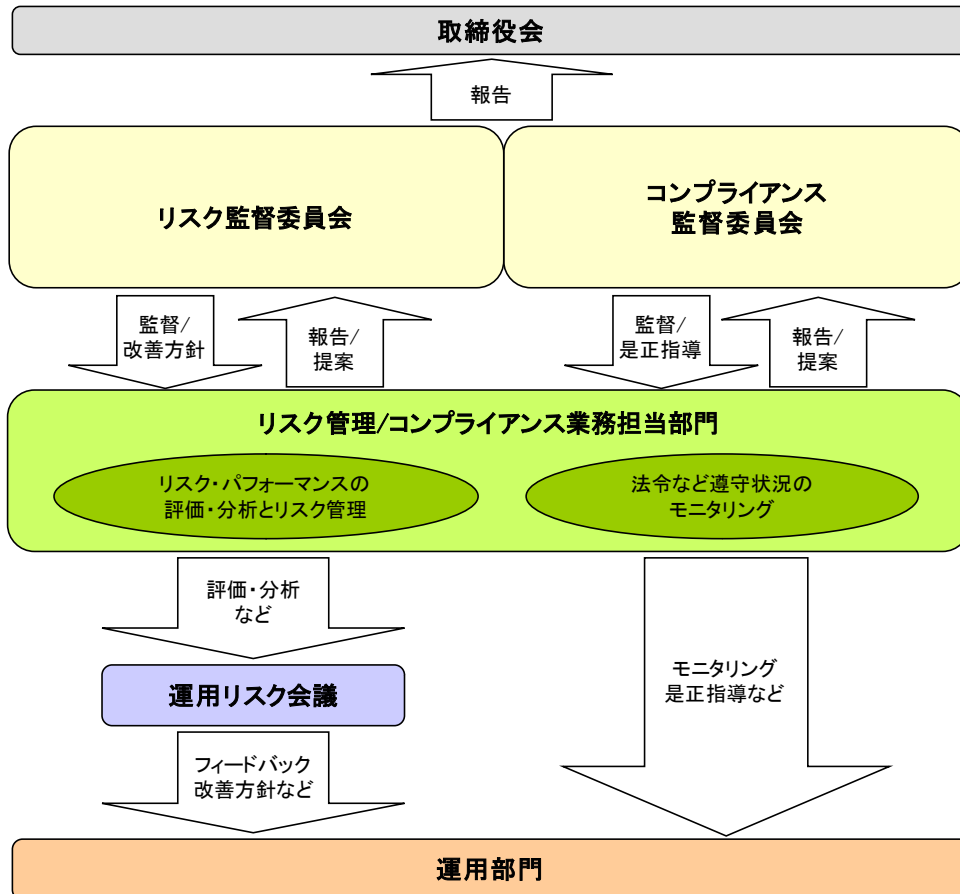 取締役会
報告
リスク監督委員会
コンプライアンス
監督委員会
監督/
改善方針
報告/
提案
監督/
是正指導
報告/
提案
リスク管理/コンプライアンス業務担当部門
リスク・パフォーマンスの
評価・分析とリスク管理
法令など遵守状況の
モニタリング
評価・分析
など
運用リスク会議
フィードバック
改善方針など
モニタリング
是正指導など
運用部門